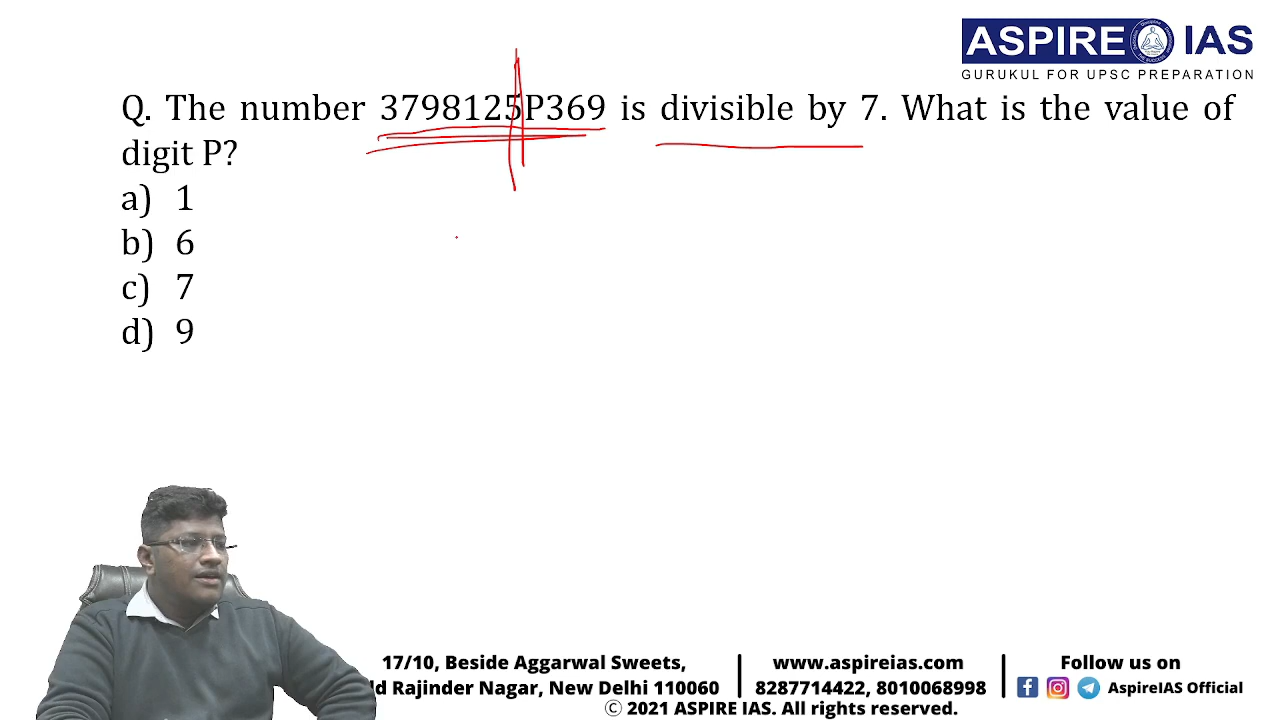 ASPIRE IAS
GURUKUL FOR UPSC PREPARATION
Q. The number 3798125P369 is divisible by 7. What is the value of
digit P?
a) 1
b) 6
c) 7
d) 9
17/10, Beside Aggarwal Sweets,
ld Rajinder Nagar, New Delhi 110060
www.aspireias.com
8287714422, 8010068998
Follow us on
AspireIAS Official
Ⓒ 2021 ASPIRE IAS. All rights reserved.